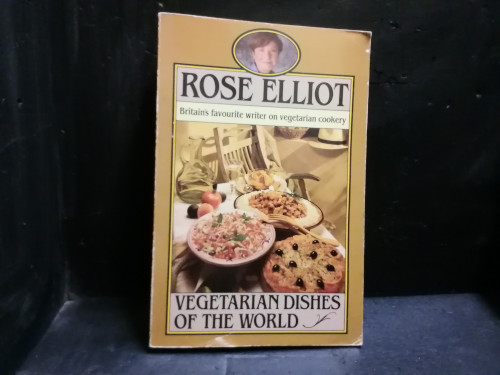 ROSE ELLIOT
Britain's favourite writer on vegetarian cookery
VEGETARIAN DISHES
OF THE WORLD